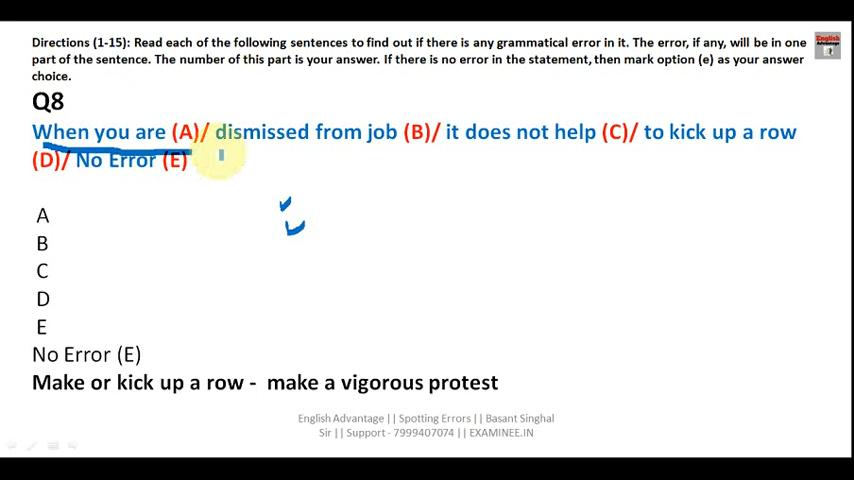 Directions (1-15): Read each of the following sentences to find out if there is any grammatical error in it. The error, if any, will be in one
part of the sentence. The number of this part is your answer. If there is no error in the statement, then mark option (e) as your answer
choice.
English
Advantage
Q8
When you are (A)/ dismissed from job (B)/ it does not help (C)/ to kick up a row
(D)/ No Error (E)
A
B
C
D
E
No Error (E)
Make or kick up a row - make a vigorous protest
English Advantage || Spotting Errors || Basant Singhal
Sir || Support - 7999407074 || EXAMINEE.IN